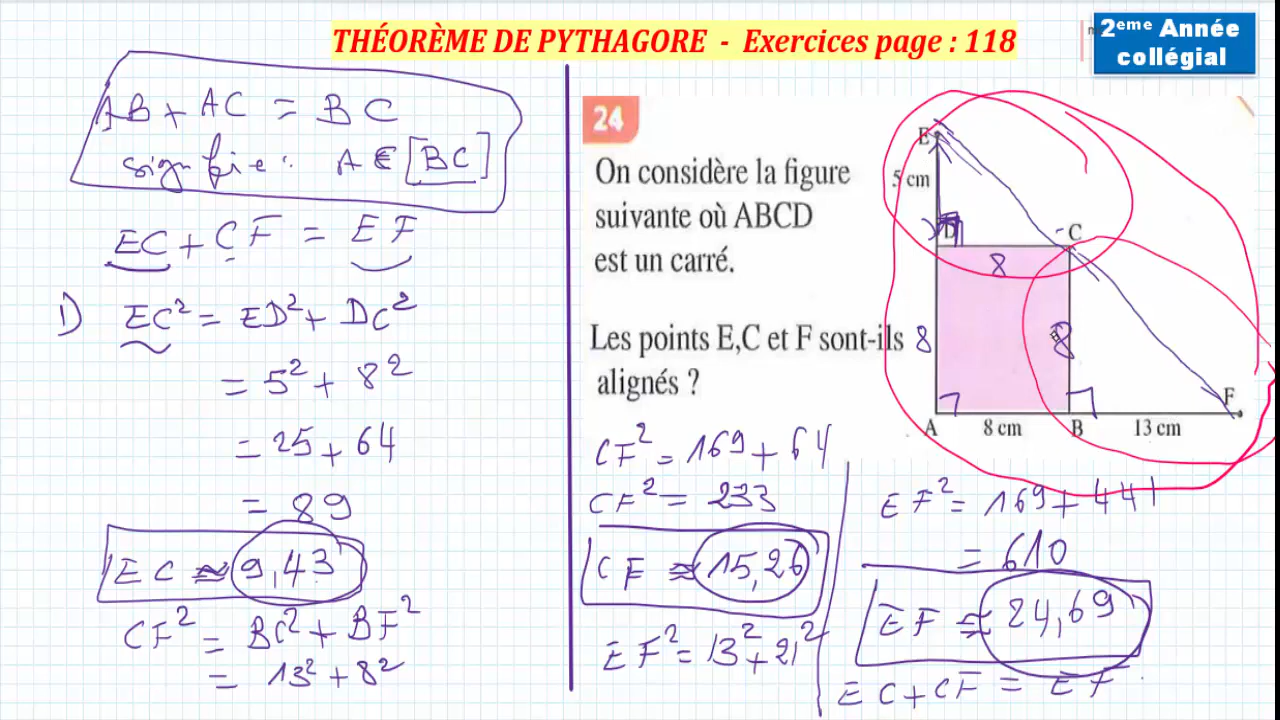 THÉORÈME DE PYTHAGORE - Exercices page : 118
2eme Année
collégial
AB + AC = BC
signifie : A ∈ [BC]
EC + CF = EF
1) EC² = ED² + DC²
= 5² + 8²
= 25 + 64
= 89
EC ≈ 9,43
CF² = BC² + BF²
= 13² + 8²
24
On considère la figure
suivante où ABCD
est un carré.
Les points E,C et F sont-ils
alignés ?
E
5 cm
D
C
8
8
8
F
A
8 cm
B
13 cm
CF² = 169 + 64
CF² = 233
CF ≈ 15,26
EF² = 13² + 21²
EF² = 169 + 441
= 610
EF ≈ 24,69
EC + CF = EF